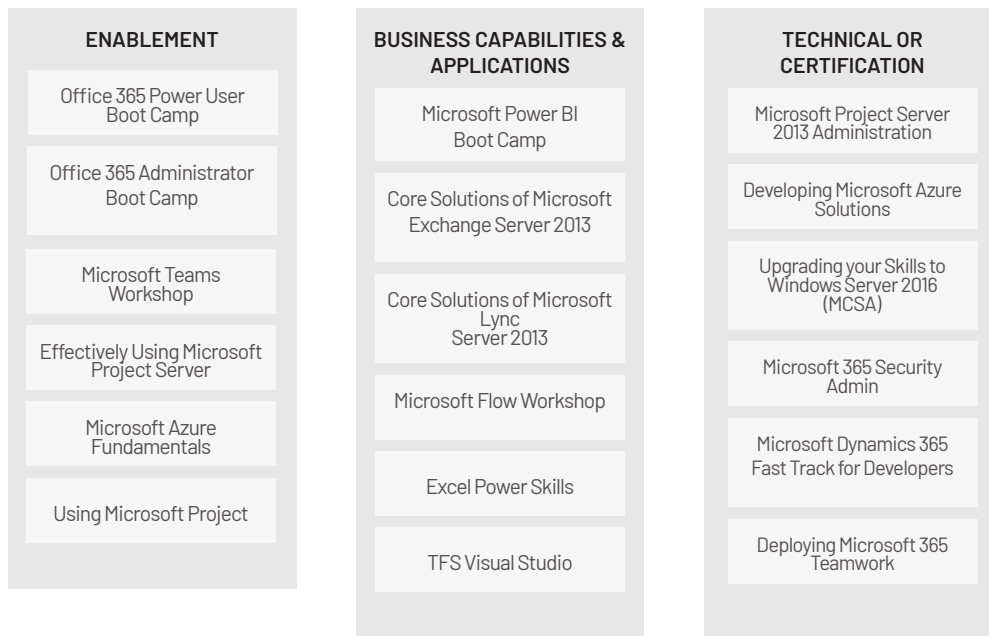 ENABLEMENT
Office 365 Power User
Boot Camp
Office 365 Administrator
Boot Camp
Microsoft Teams
Workshop
Effectively Using Microsoft
Project Server
Microsoft Azure
Fundamentals
Using Microsoft Project
BUSINESS CAPABILITIES &
APPLICATIONS
Microsoft Power BI
Boot Camp
Core Solutions of Microsoft
Exchange Server 2013
Core Solutions of Microsoft
Lync
Server 2013
Microsoft Flow Workshop
Excel Power Skills
TFS Visual Studio
TECHNICAL OR
CERTIFICATION
Microsoft Project Server
2013 Administration
Developing Microsoft Azure
Solutions
Upgrading your Skills to
Windows Server 2016
(MCSA)
Microsoft 365 Security
Admin
Microsoft Dynamics 365
Fast Track for Developers
Deploying Microsoft 365
Teamwork